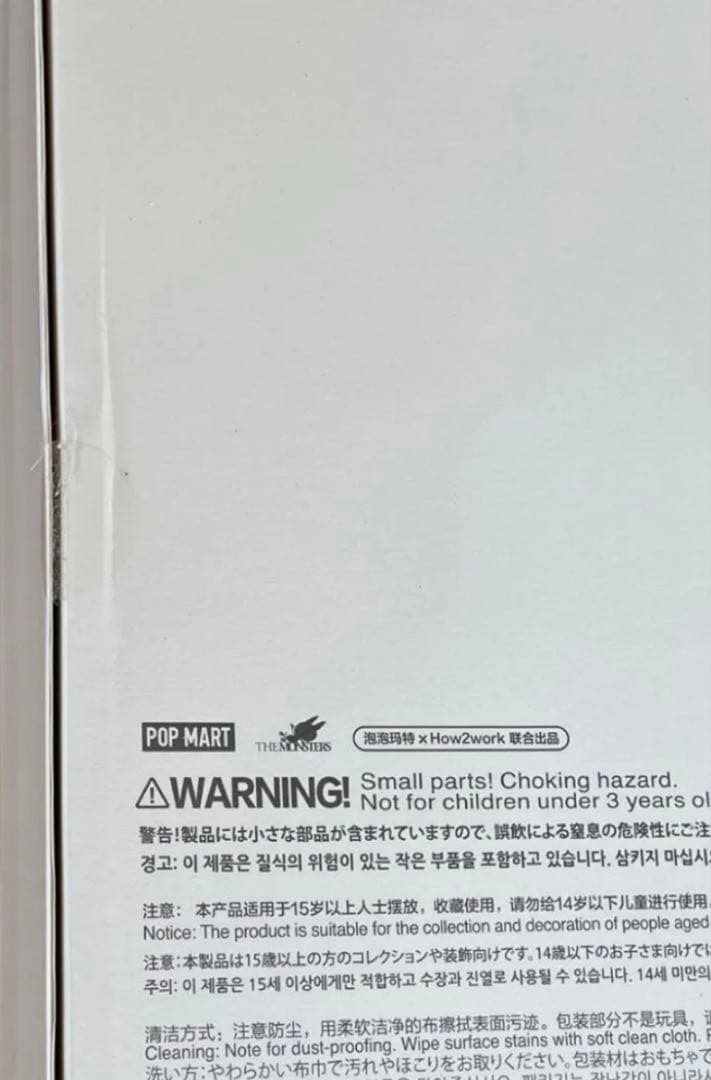 POP MART THE MONSTERS 泡泡玛特 × How2work 联合出品
WARNING! Small parts! Choking hazard.
Not for children under 3 years ol
警告!製品には小さな部品が含まれていますので、誤飲による窒息の危険性にご注
경고: 이 제품은 질식의 위험이 있는 작은 부품을 포함하고 있습니다. 삼키지 마십시
注意: 本产品适用于15岁以上人士摆放，收藏使用，请勿给14岁以下儿童进行使用。
Notice: The product is suitable for the collection and decoration of people aged
注意:本製品は15歳以上の方のコレクションや装飾向けです。14歳以下のお子さま向けでは
주의: 이 제품은 15세 이상에게만 적합하고 수장과 진열로 사용될 수 있습니다. 14세 미만의
清洁方式: 注意防尘，用柔软洁净的布擦拭表面污迹。包装部分不是玩具，
Cleaning: Note for dust-proofing. Wipe surface stains with soft clean cloth.
洗い方:やわらかい布巾で汚れやほこりをお取りください。包装材はおもちゃで